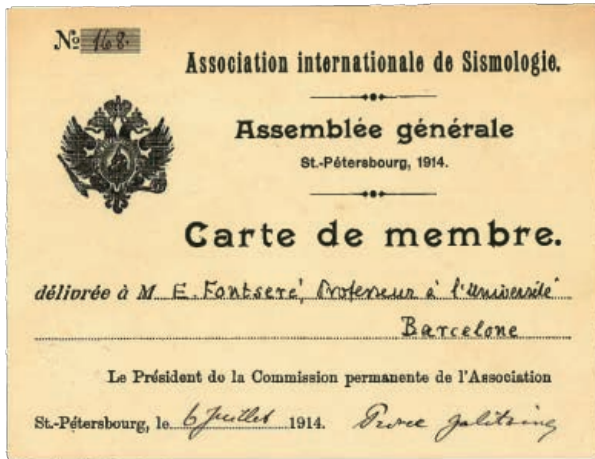 № 168.
Association internationale de Sismologie.
Assemblée générale
St.-Pétersbourg, 1914.
Carte de membre.
délivrée à M. E. Fontseré, Professeur à l'Université
Barcelone
Le Président de la Commission permanente de l'Association
St.-Pétersbourg, le 6 Juillet 1914. Prince Galitzine